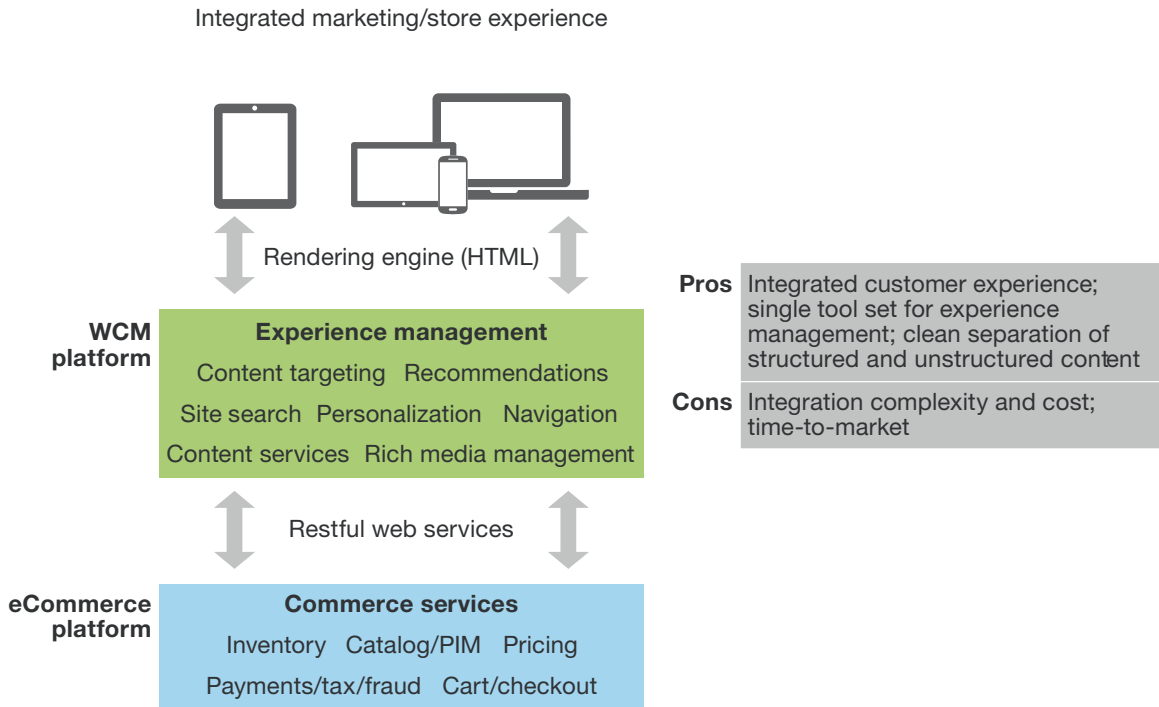 Integrated marketing/store experience
Rendering engine (HTML)
WCM
platform
Experience management
Content targeting Recommendations
Site search Personalization Navigation
Content services Rich media management
Pros
Integrated customer experience;
single tool set for experience
management; clean separation of
structured and unstructured content
Cons
Integration complexity and cost;
time-to-market
Restful web services
eCommerce
platform
Commerce services
Inventory Catalog/PIM Pricing
Payments/tax/fraud Cart/checkout